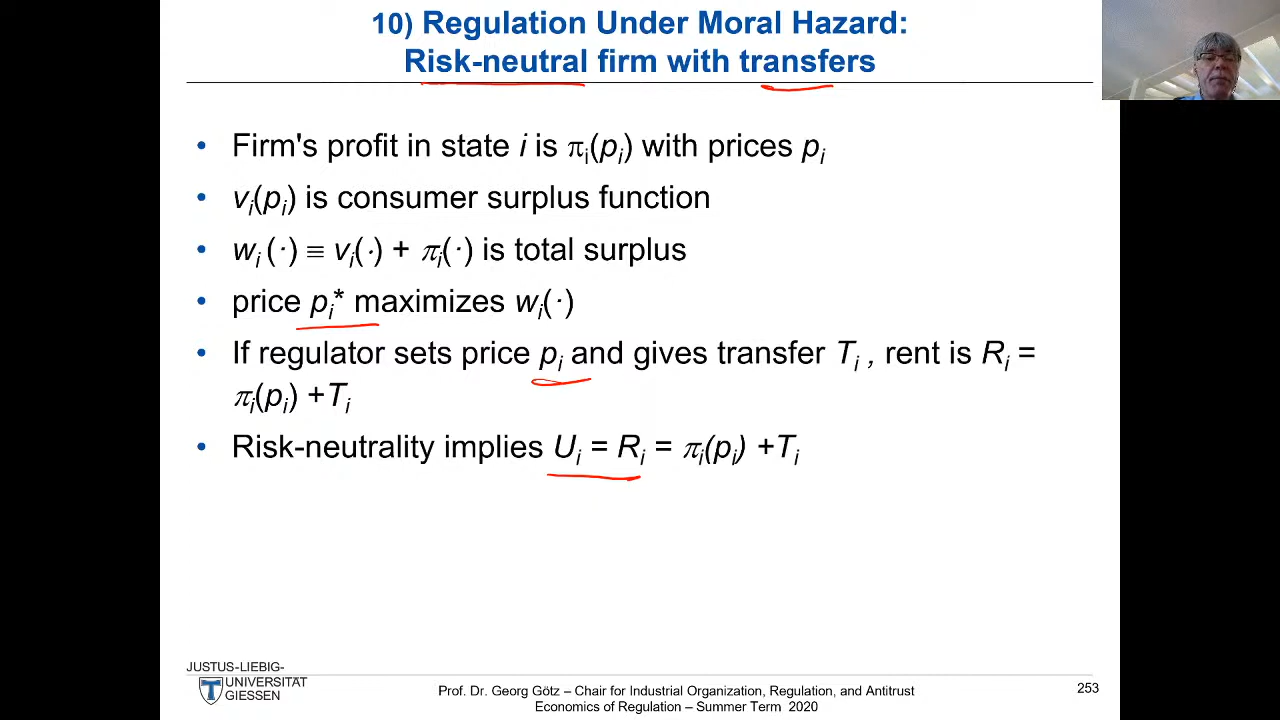 10) Regulation Under Moral Hazard:
Risk-neutral firm with transfers
• Firm's profit in state i is πi(pi) with prices pi
• vi(pi) is consumer surplus function
• wi (·) ≡ vi(·) + πi(·) is total surplus
• price pi* maximizes wi(·)
• If regulator sets price pi and gives transfer Ti , rent is Ri =
πi(pi) +Ti
• Risk-neutrality implies Ui = Ri = πi(pi) +Ti
JUSTUS-LIEBIG-
UNIVERSITÄT
GIESSEN
Prof. Dr. Georg Götz – Chair for Industrial Organization, Regulation, and Antitrust
Economics of Regulation – Summer Term 2020
253